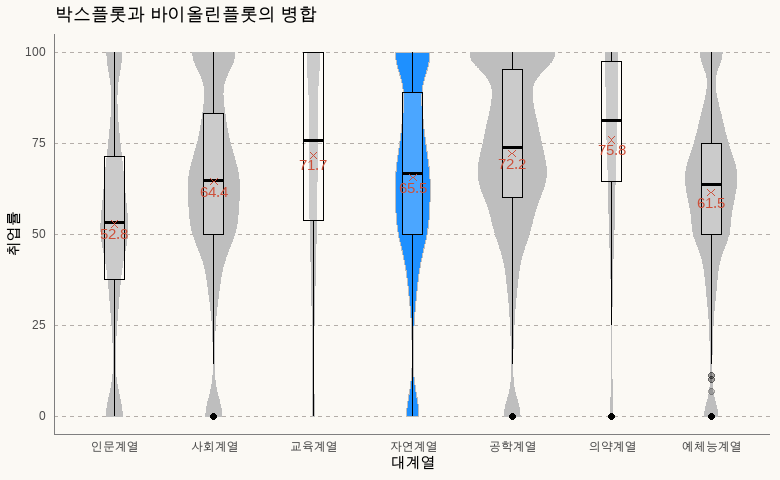 박스플롯과 바이올린플롯의 병합
취업률
100
75
50
25
0
52.8
64.4
71.7
65.5
72.2
75.8
61.5
인문계열
사회계열
교육계열
자연계열
공학계열
의약계열
예체능계열
대계열